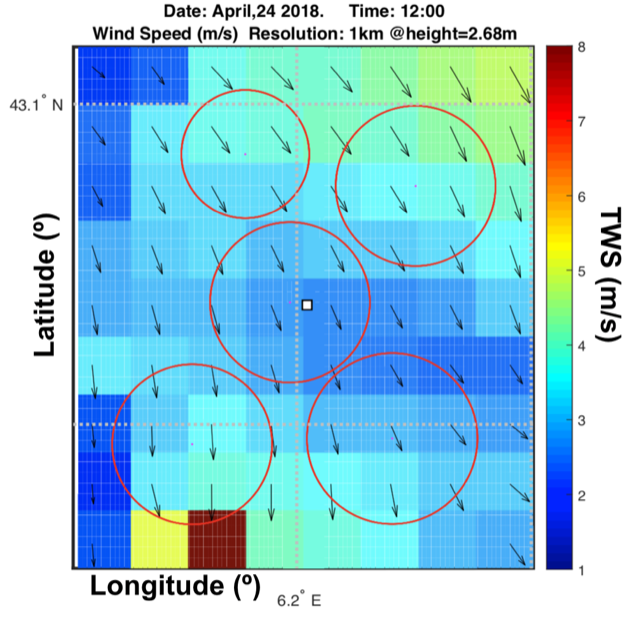 Date: April,24 2018. Time: 12:00
Wind Speed (m/s) Resolution: 1km @height=2.68m
43.1° N
Latitude (º)
Longitude (º)
6.2° E
8
7
6
5
4
3
2
1
TWS (m/s)